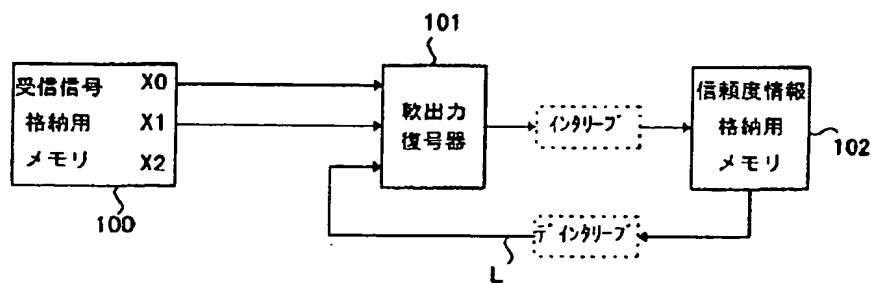 101
受信信号 X0
格納用 X1
メモリ X2
100
軟出力
復号器
インタリーブ
信頼度情報
格納用
メモリ
102
デインタリーブ
L